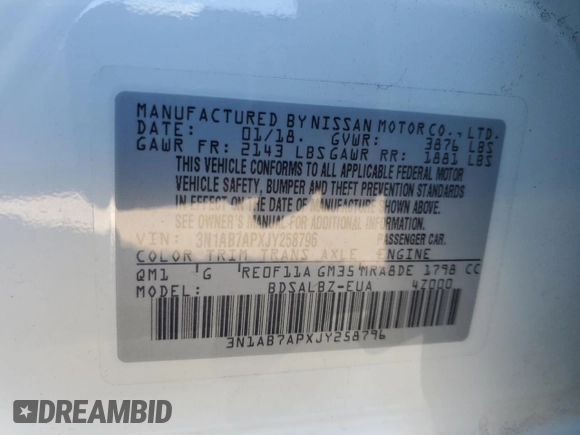 MANUFACTURED BY NISSAN MOTOR CO., LTD.
DATE: 01/18. GVWR: 3876 LBS
GAWR FR: 2143 LBS GAWR RR: 1881 LBS
THIS VEHICLE CONFORMS TO ALL APPLICABLE FEDERAL MOTOR
VEHICLE SAFETY, BUMPER AND THEFT PREVENTION STANDARDS
IN EFFECT ON THE DATE OF MANUFACTURE SHOWN ABOVE.
SEE OWNER'S MANUAL FOR ADDITIONAL INFORMATION.
VIN: 3N1AB7APXJY258796 PASSENGER CAR.
COLOR TRIM TRANS AXLE ENGINE
QM1 G RE0F11A GM35 MRA8DE 1798 CC
MODEL: BDSALBZ-EUA 4Z000
3N1AB7APXJY258796
DREAMBID